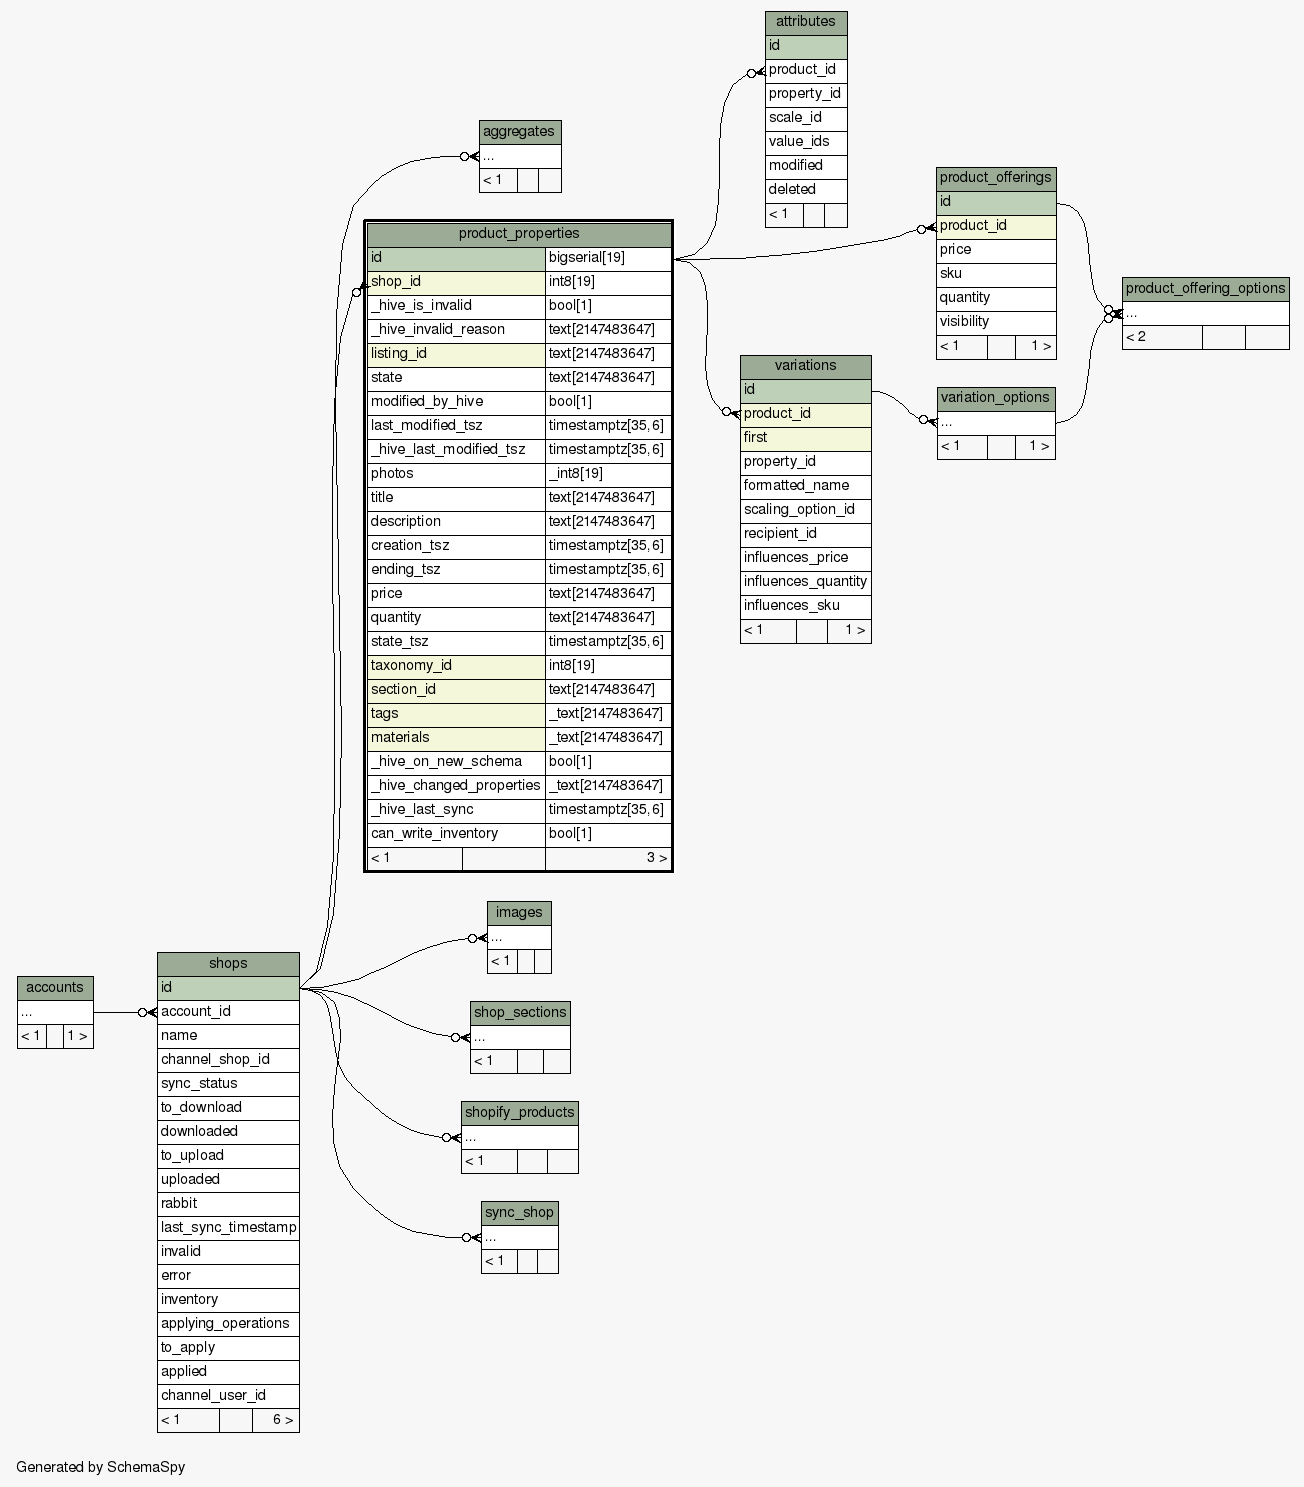 attributes
id
product_id
property_id
scale_id
value_ids
modified
deleted
< 1
aggregates
...
< 1
product_properties
id bigserial[19]
shop_id int8[19]
_hive_is_invalid bool[1]
_hive_invalid_reason text[2147483647]
listing_id text[2147483647]
state text[2147483647]
modified_by_hive bool[1]
last_modified_tsz timestamptz[35,6]
_hive_last_modified_tsz timestamptz[35,6]
photos _int8[19]
title text[2147483647]
description text[2147483647]
creation_tsz timestamptz[35,6]
ending_tsz timestamptz[35,6]
price text[2147483647]
quantity text[2147483647]
state_tsz timestamptz[35,6]
taxonomy_id int8[19]
section_id text[2147483647]
tags _text[2147483647]
materials _text[2147483647]
_hive_on_new_schema bool[1]
_hive_changed_properties _text[2147483647]
_hive_last_sync timestamptz[35,6]
can_write_inventory bool[1]
< 1 3 >
product_offerings
id
product_id
price
sku
quantity
visibility
< 1 1 >
product_offering_options
...
< 2
variations
id
product_id
first
property_id
formatted_name
scaling_option_id
recipient_id
influences_price
influences_quantity
influences_sku
< 1 1 >
variation_options
...
< 1 1 >
images
...
< 1
shop_sections
...
< 1
shopify_products
...
< 1
sync_shop
...
< 1
accounts
...
< 1 1 >
shops
id
account_id
name
channel_shop_id
sync_status
to_download
downloaded
to_upload
uploaded
rabbit
last_sync_timestamp
invalid
error
inventory
applying_operations
to_apply
applied
channel_user_id
< 1 6 >
Generated by SchemaSpy